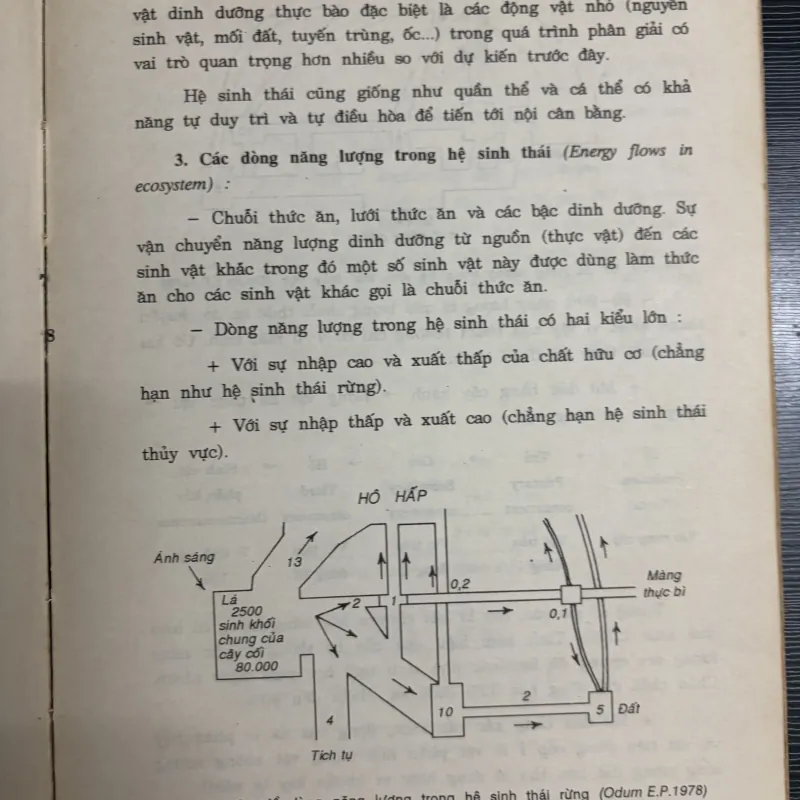 vật dinh dưỡng thực bào đặc biệt là các động vật nhỏ (nguyên
sinh vật, mối đất, tuyến trùng, ốc...) trong quá trình phân giải có
vai trò quan trọng hơn nhiều so với dự kiến trước đây.
Hệ sinh thái cũng giống như quần thể và cá thể có khả
năng tự duy trì và tự điều hòa để tiến tới nội cân bằng.
3. Các dòng năng lượng trong hệ sinh thái (Energy flows in
ecosystem) :
– Chuỗi thức ăn, lưới thức ăn và các bậc dinh dưỡng. Sự
vận chuyển năng lượng dinh dưỡng từ nguồn (thực vật) đến các
sinh vật khác trong đó một số sinh vật này được dùng làm thức
ăn cho các sinh vật khác gọi là chuỗi thức ăn.
– Dòng năng lượng trong hệ sinh thái có hai kiểu lớn :
+ Với sự nhập cao và xuất thấp của chất hữu cơ (chẳng
hạn như hệ sinh thái rừng).
+ Với sự nhập thấp và xuất cao (chẳng hạn hệ sinh thái
thủy vực).
HÔ HẤP
Ánh sáng
13
0,2
Màng
thực bì
Lá
2500
sinh khối
chung của
cây cối
80.000
2
1
0,1
2
10
5
Đất
4
Tích tụ
dòng năng lượng trong hệ sinh thái rừng (Odum E.P.1978)